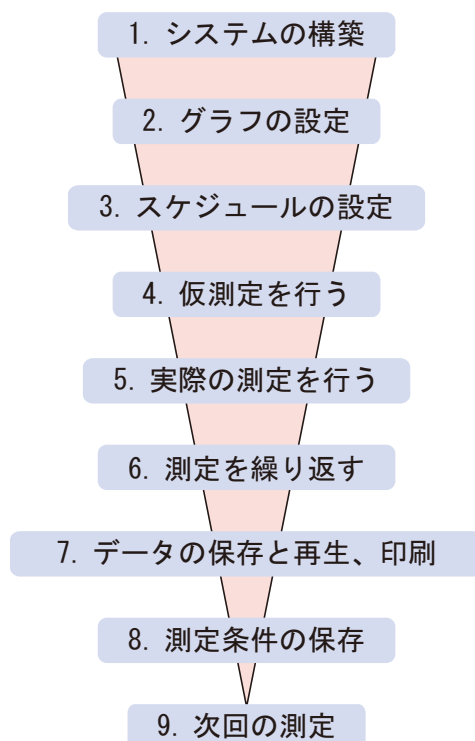 1. システムの構築
2. グラフの設定
3. スケジュールの設定
4. 仮測定を行う
5. 実際の測定を行う
6. 測定を繰り返す
7. データの保存と再生、印刷
8. 測定条件の保存
9. 次回の測定